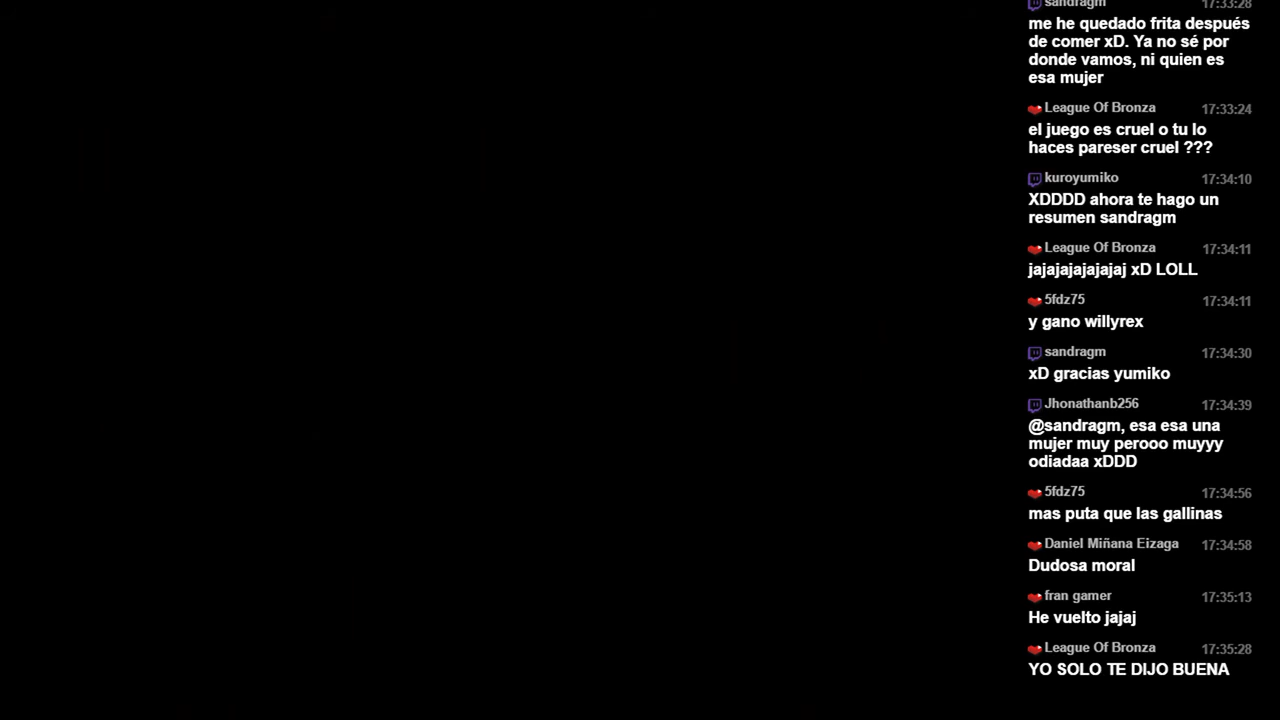 sandragm 17:33:28
me he quedado frita después
de comer xD. Ya no sé por
donde vamos, ni quien es
esa mujer
League Of Bronza 17:33:24
el juego es cruel o tu lo
haces pareser cruel ???
kuroyumiko 17:34:10
XDDDD ahora te hago un
resumen sandragm
League Of Bronza 17:34:11
jajajajajajajaj xD LOLL
5fdz75 17:34:11
y gano willyrex
sandragm 17:34:30
xD gracias yumiko
Jhonathanb256 17:34:39
@sandragm, esa esa una
mujer muy perooo muyyy
odiadaa xDDD
5fdz75 17:34:56
mas puta que las gallinas
Daniel Miñana Eizaga 17:34:58
Dudosa moral
fran gamer 17:35:13
He vuelto jajaj
League Of Bronza 17:35:28
YO SOLO TE DIJO BUENA